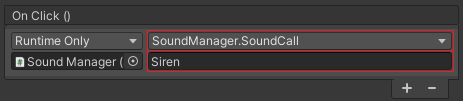 On Click ()
Runtime Only SoundManager.SoundCall
Sound Manager ( Siren